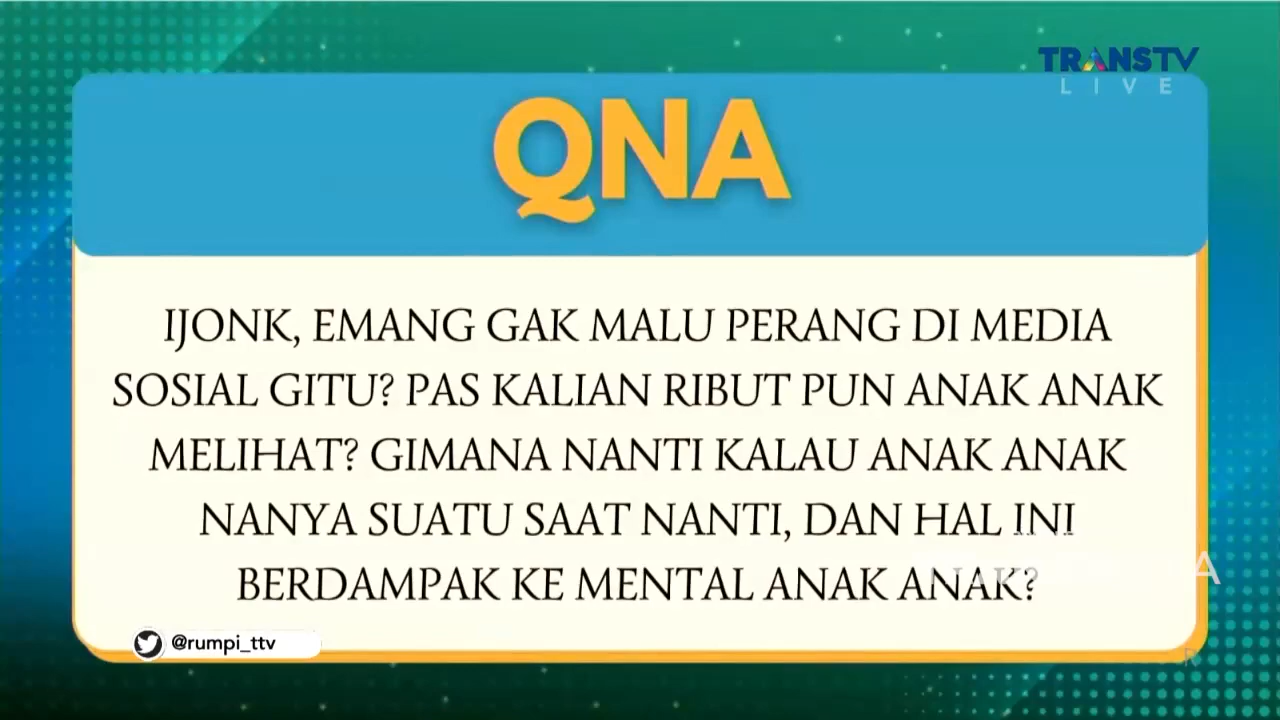 TRANSTV
LIVE
QNA
IJONK, EMANG GAK MALU PERANG DI MEDIA
SOSIAL GITU? PAS KALIAN RIBUT PUN ANAK ANAK
MELIHAT? GIMANA NANTI KALAU ANAK ANAK
NANYA SUATU SAAT NANTI, DAN HAL INI
BERDAMPAK KE MENTAL ANAK ANAK?
@rumpi_ttv